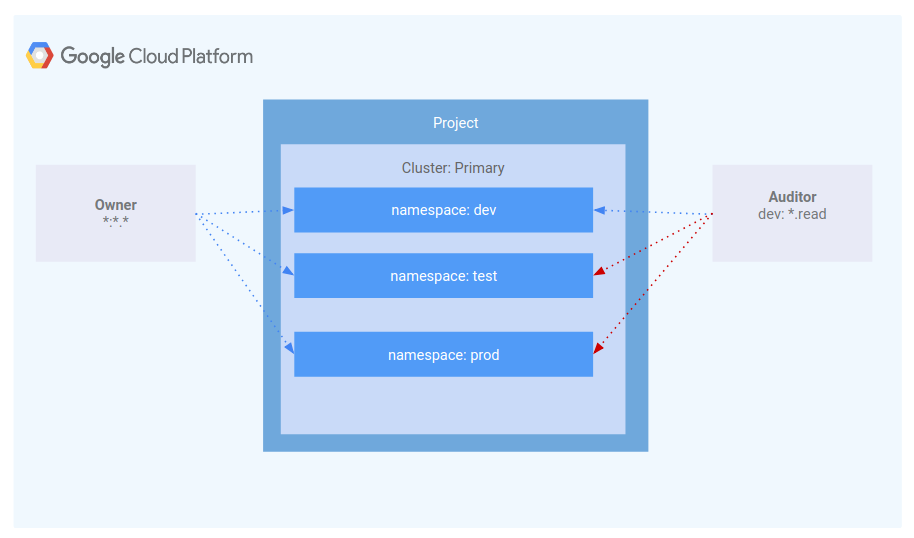 Google Cloud Platform
Project
Cluster: Primary
Owner
*:*.*
namespace: dev
namespace: test
namespace: prod
Auditor
dev: *.read